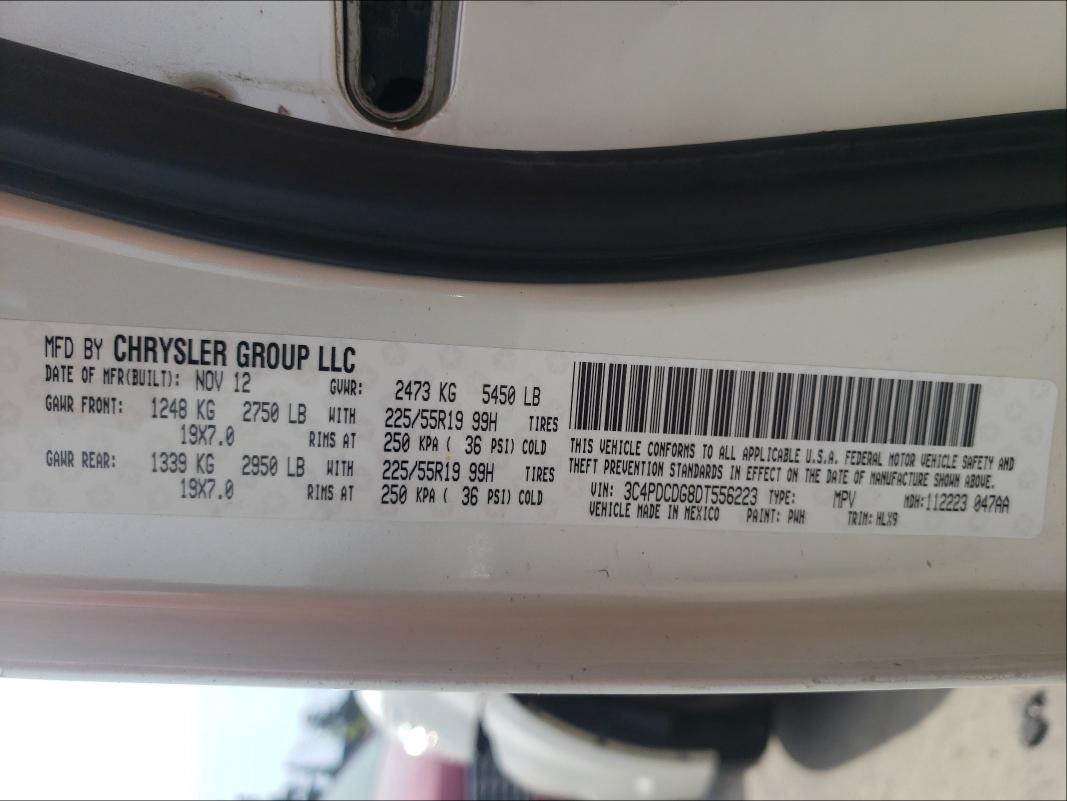 MFD BY CHRYSLER GROUP LLC
DATE OF MFR(BUILT): NOV 12 GVWR: 2473 KG 5450 LB
GAWR FRONT: 1248 KG 2750 LB WITH 225/55R19 99H TIRES
19X7.0 RIMS AT 250 KPA ( 36 PSI) COLD
GAWR REAR: 1339 KG 2950 LB WITH 225/55R19 99H TIRES
19X7.0 RIMS AT 250 KPA ( 36 PSI) COLD
THIS VEHICLE CONFORMS TO ALL APPLICABLE U.S.A. FEDERAL MOTOR VEHICLE SAFETY AND
THEFT PREVENTION STANDARDS IN EFFECT ON THE DATE OF MANUFACTURE SHOWN ABOVE.
VIN: 3C4PDCDG8DT556223 TYPE: MPV MDH:112223 047AA
VEHICLE MADE IN MEXICO PAINT: PWH TRIM: HLX9